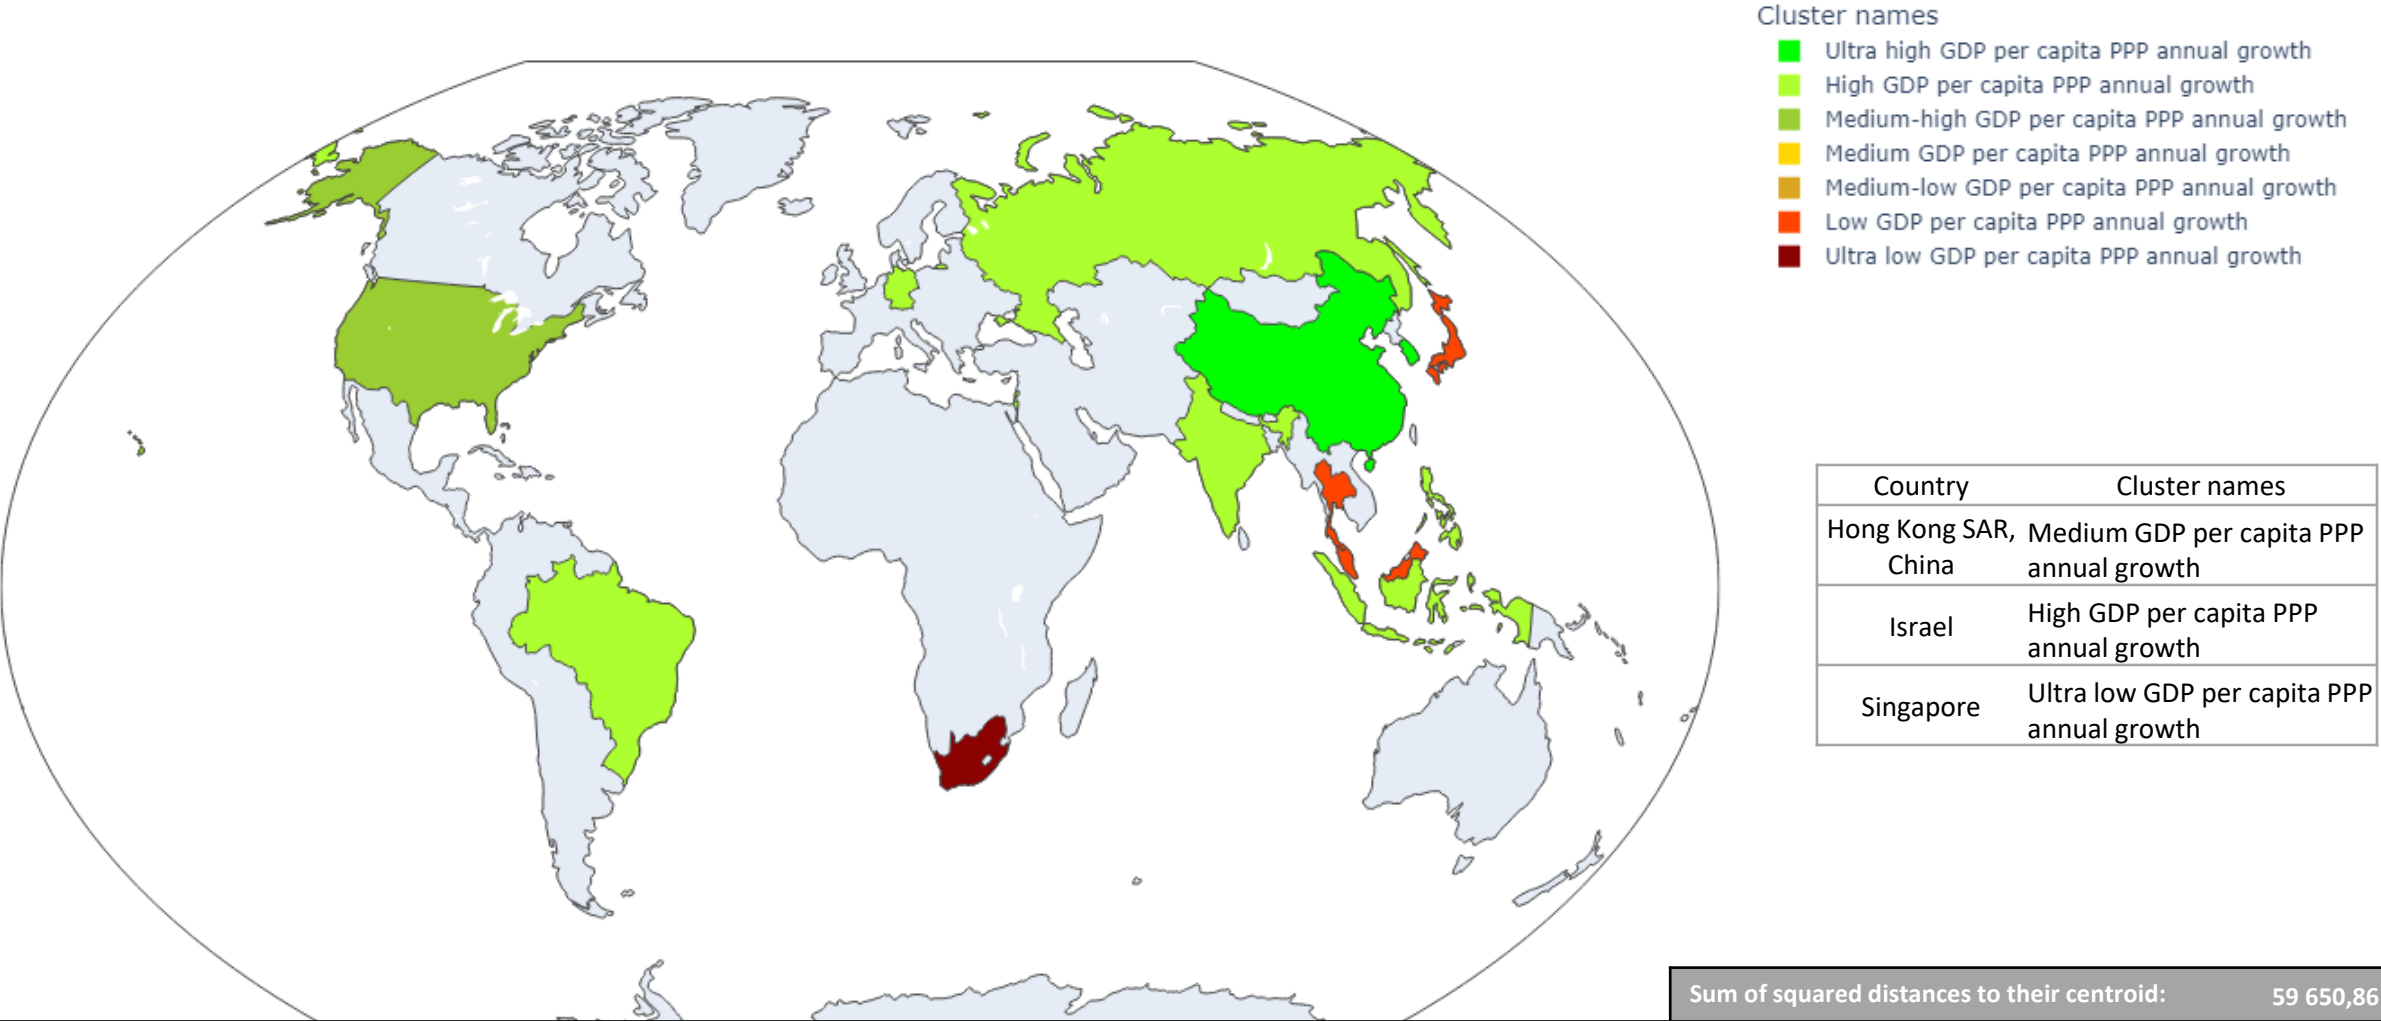 Cluster names
Ultra high GDP per capita PPP annual growth
High GDP per capita PPP annual growth
Medium-high GDP per capita PPP annual growth
Medium GDP per capita PPP annual growth
Medium-low GDP per capita PPP annual growth
Low GDP per capita PPP annual growth
Ultra low GDP per capita PPP annual growth
Country Cluster names
Hong Kong SAR, China Medium GDP per capita PPP annual growth
Israel High GDP per capita PPP annual growth
Singapore Ultra low GDP per capita PPP annual growth
Sum of squared distances to their centroid: 59 650,86